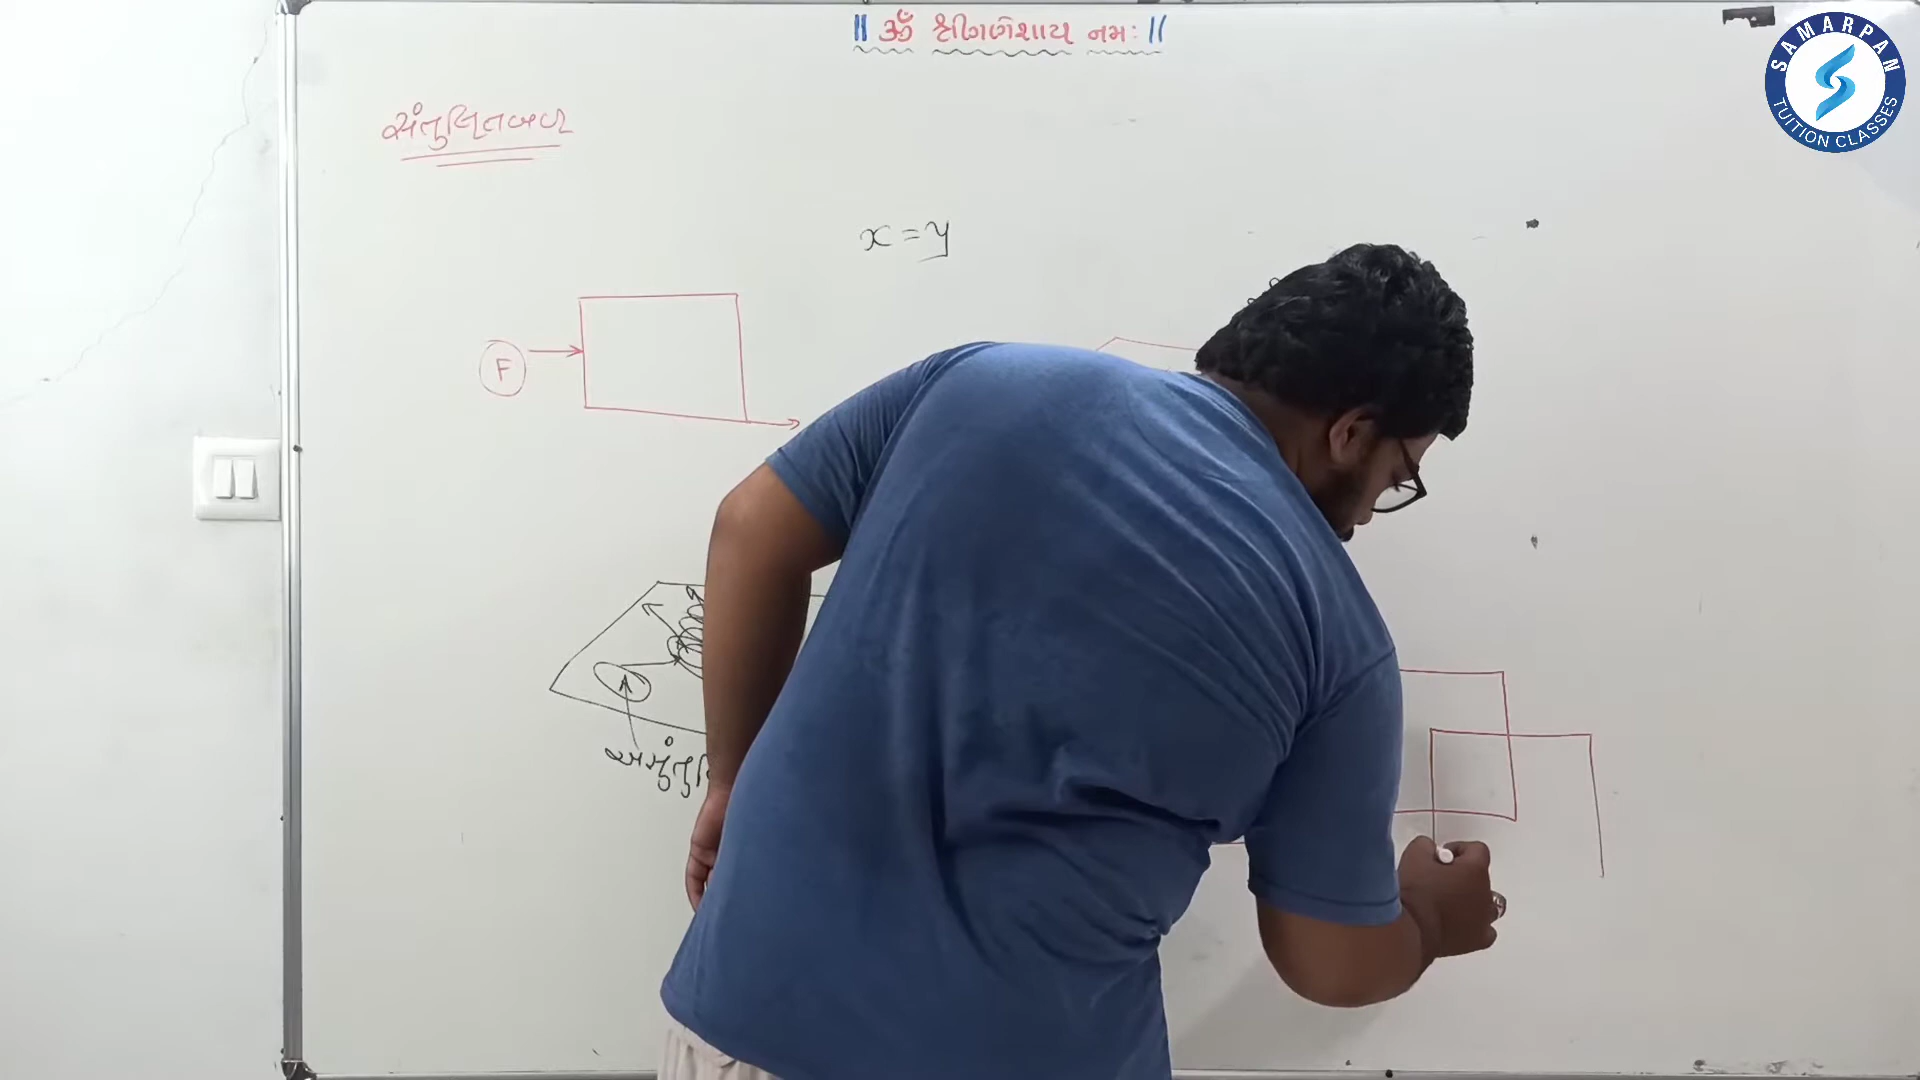 || ૐ શ્રીગણેશાય નમઃ ||
SAMARPAN
S
TUITION CLASSES
સંતુલિતબળ
x = y
F